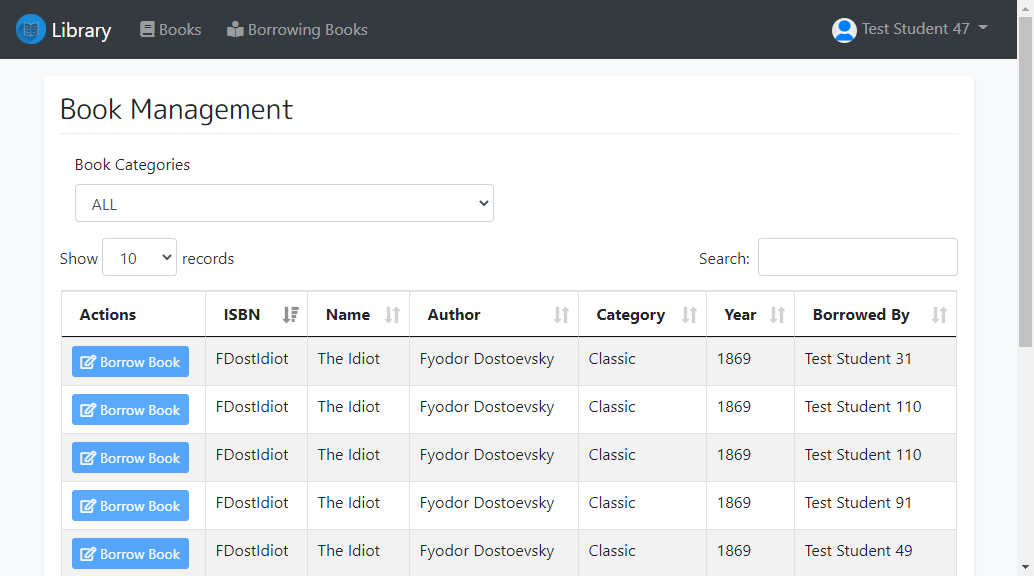 Library Books Borrowing Books Test Student 47
Book Management
Book Categories
ALL
Show 10 records Search:
Actions ISBN Name Author Category Year Borrowed By
Borrow Book FDostIdiot The Idiot Fyodor Dostoevsky Classic 1869 Test Student 31
Borrow Book FDostIdiot The Idiot Fyodor Dostoevsky Classic 1869 Test Student 110
Borrow Book FDostIdiot The Idiot Fyodor Dostoevsky Classic 1869 Test Student 110
Borrow Book FDostIdiot The Idiot Fyodor Dostoevsky Classic 1869 Test Student 91
Borrow Book FDostIdiot The Idiot Fyodor Dostoevsky Classic 1869 Test Student 49